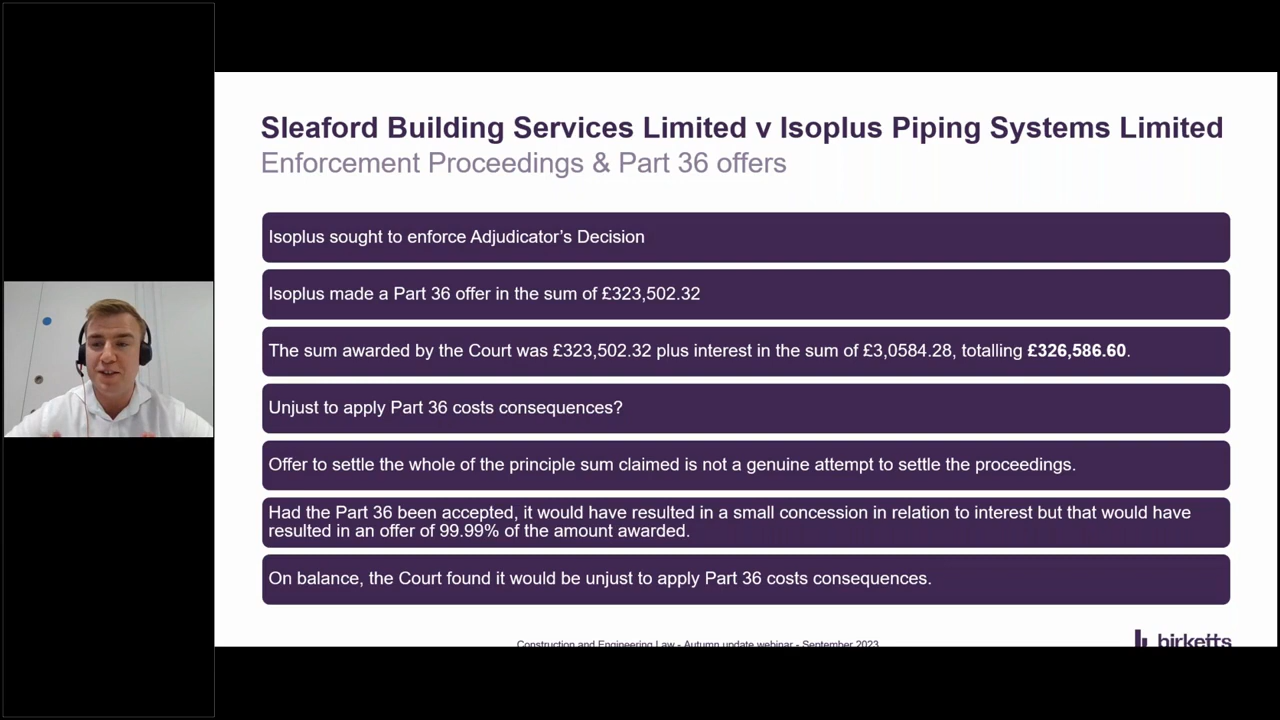 Sleaford Building Services Limited v Isoplus Piping Systems Limited
Enforcement Proceedings & Part 36 offers
Isoplus sought to enforce Adjudicator’s Decision
Isoplus made a Part 36 offer in the sum of £323,502.32
The sum awarded by the Court was £323,502.32 plus interest in the sum of £3,0584.28, totalling £326,586.60.
Unjust to apply Part 36 costs consequences?
Offer to settle the whole of the principle sum claimed is not a genuine attempt to settle the proceedings.
Had the Part 36 been accepted, it would have resulted in a small concession in relation to interest but that would have
resulted in an offer of 99.99% of the amount awarded.
On balance, the Court found it would be unjust to apply Part 36 costs consequences.
Construction and Engineering Law - Autumn update webinar - September 2023
birketts